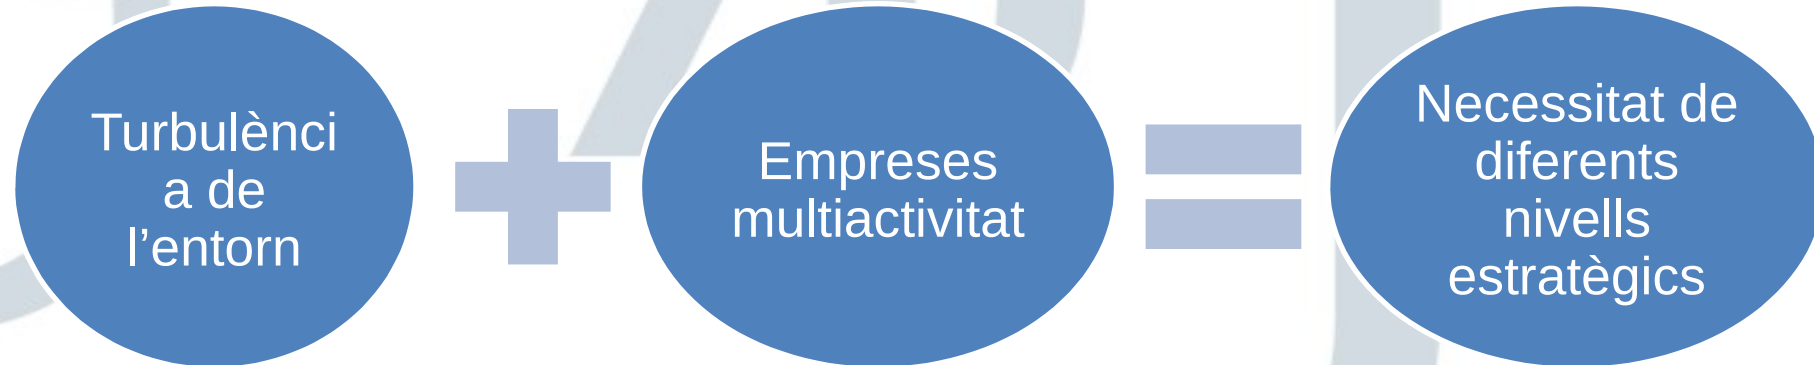 Turbulènci
a de
l’entorn
Empreses
multiactivitat
Necessitat de
diferents
nivells
estratègics